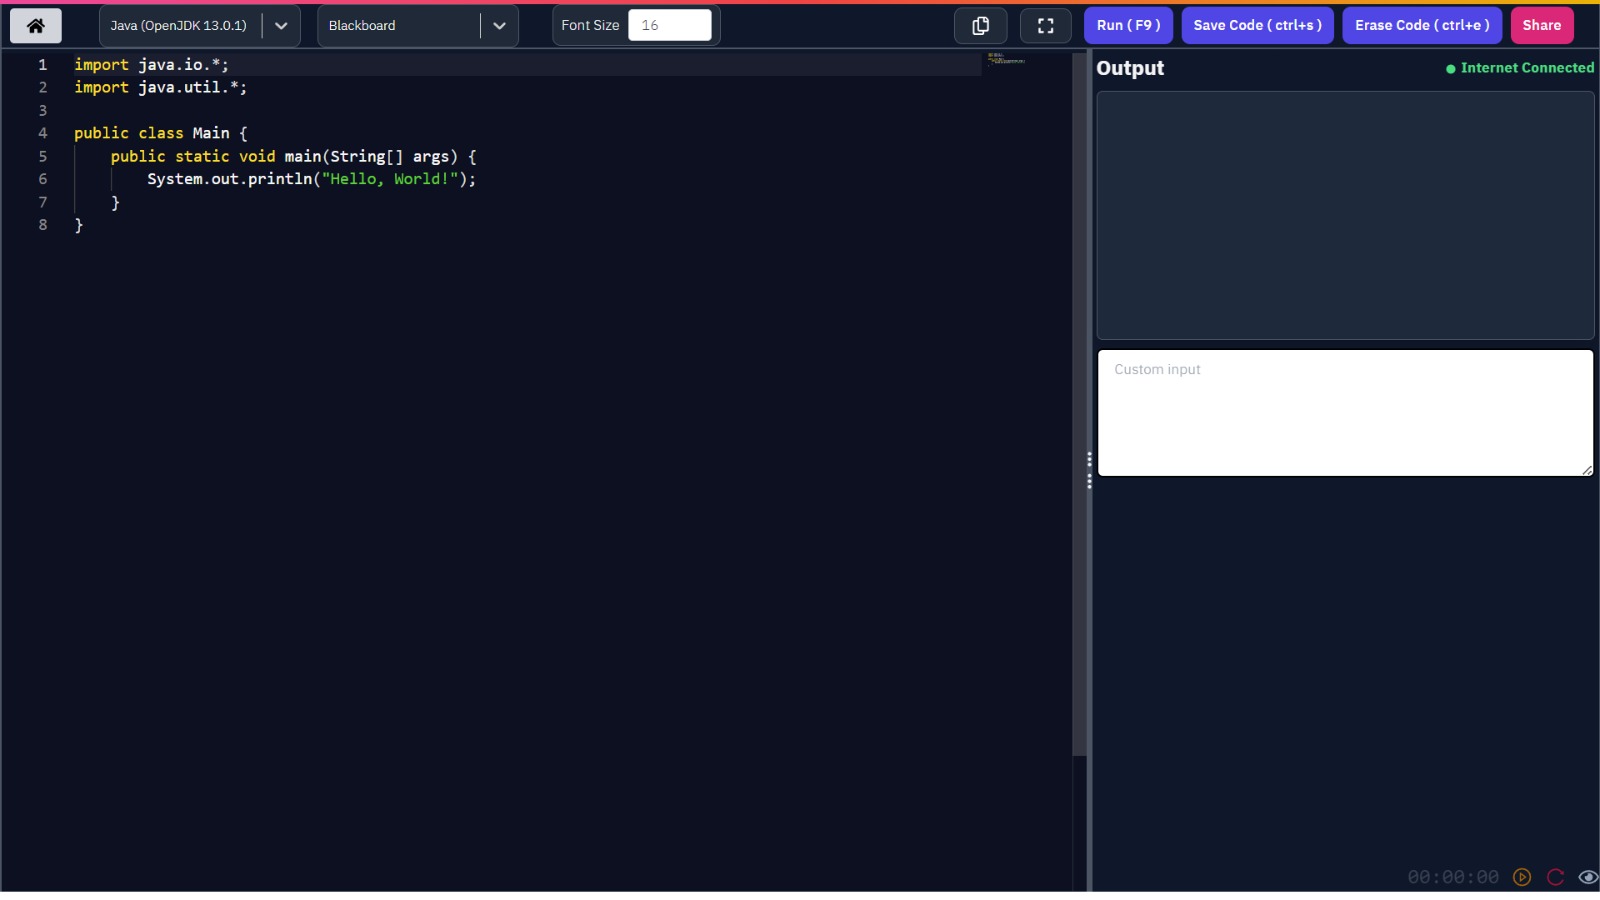 Java (OpenJDK 13.0.1)
Blackboard
Font Size 16
Run ( F9 )
Save Code ( ctrl+s )
Erase Code ( ctrl+e )
Share
1 import java.io.*;
2 import java.util.*;
3
4 public class Main {
5 public static void main(String[] args) {
6 System.out.println("Hello, World!");
7 }
8 }
Output
Internet Connected
Custom input
00:00:00